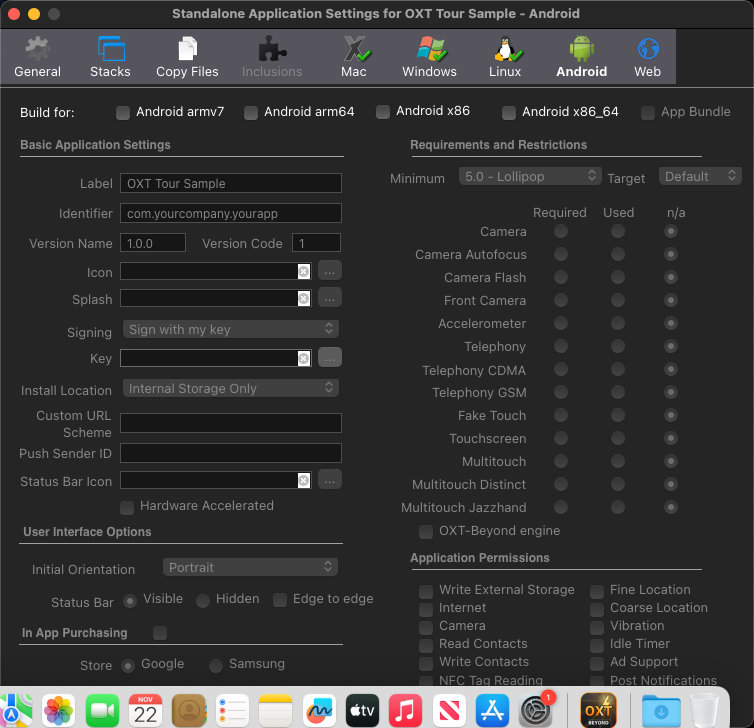 Standalone Application Settings for OXT Tour Sample - Android
General Stacks Copy Files Inclusions Mac Windows Linux Android Web
Build for: Android armv7 Android arm64 Android x86 Android x86_64 App Bundle
Basic Application Settings
Label OXT Tour Sample
Identifier com.yourcompany.yourapp
Version Name 1.0.0 Version Code 1
Icon ...
Splash ...
Signing Sign with my key
Key ...
Install Location Internal Storage Only
Custom URL
Scheme
Push Sender ID
Status Bar Icon ...
Hardware Accelerated
User Interface Options
Initial Orientation Portrait
Status Bar Visible Hidden Edge to edge
In App Purchasing
Store Google Samsung
Requirements and Restrictions
Minimum 5.0 - Lollipop Target Default
Required Used n/a
Camera
Camera Autofocus
Camera Flash
Front Camera
Accelerometer
Telephony
Telephony CDMA
Telephony GSM
Fake Touch
Touchscreen
Multitouch
Multitouch Distinct
Multitouch Jazzhand
OXT-Beyond engine
Application Permissions
Write External Storage Fine Location
Internet Coarse Location
Camera Vibration
Read Contacts Idle Timer
Write Contacts Ad Support
NFC Tag Reading Post Notifications
NOV
22
tv
1
OXT
BEYOND